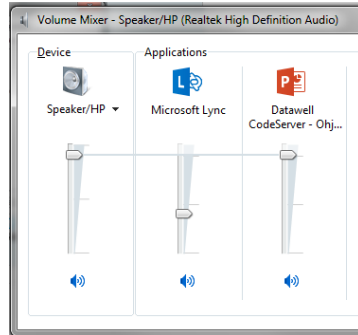 Volume Mixer - Speaker/HP (Realtek High Definition Audio)
Device
Applications
Speaker/HP
Microsoft Lync
Datawell
CodeServer - Ohj...